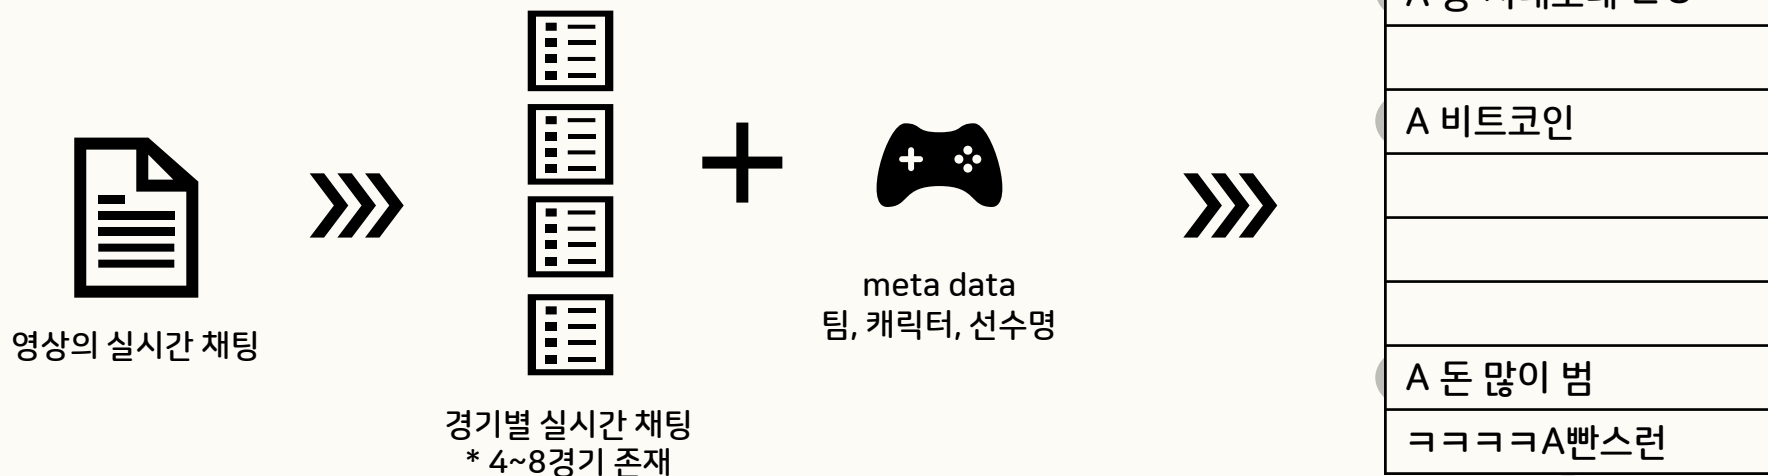 영상의 실시간 채팅
경기별 실시간 채팅
* 4~8경기 존재
meta data
팀, 캐릭터, 선수명
A 비트코인
A 돈 많이 범
ㅋㅋㅋㅋA빤스런